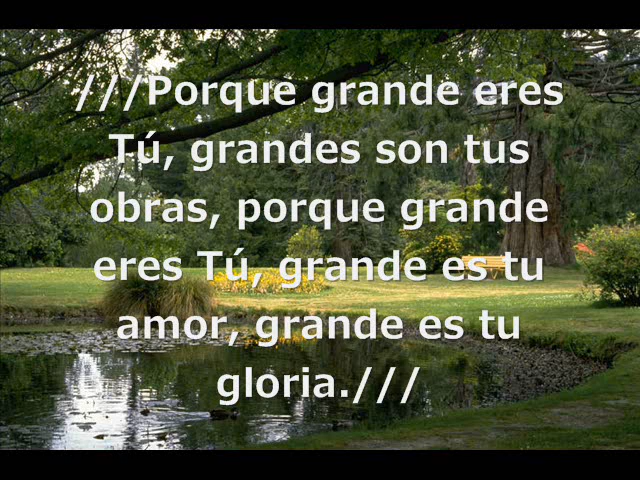 ///Porque grande eres
Tú, grandes son tus
obras, porque grande
eres Tú, grande es tu
amor, grande es tu
gloria.///